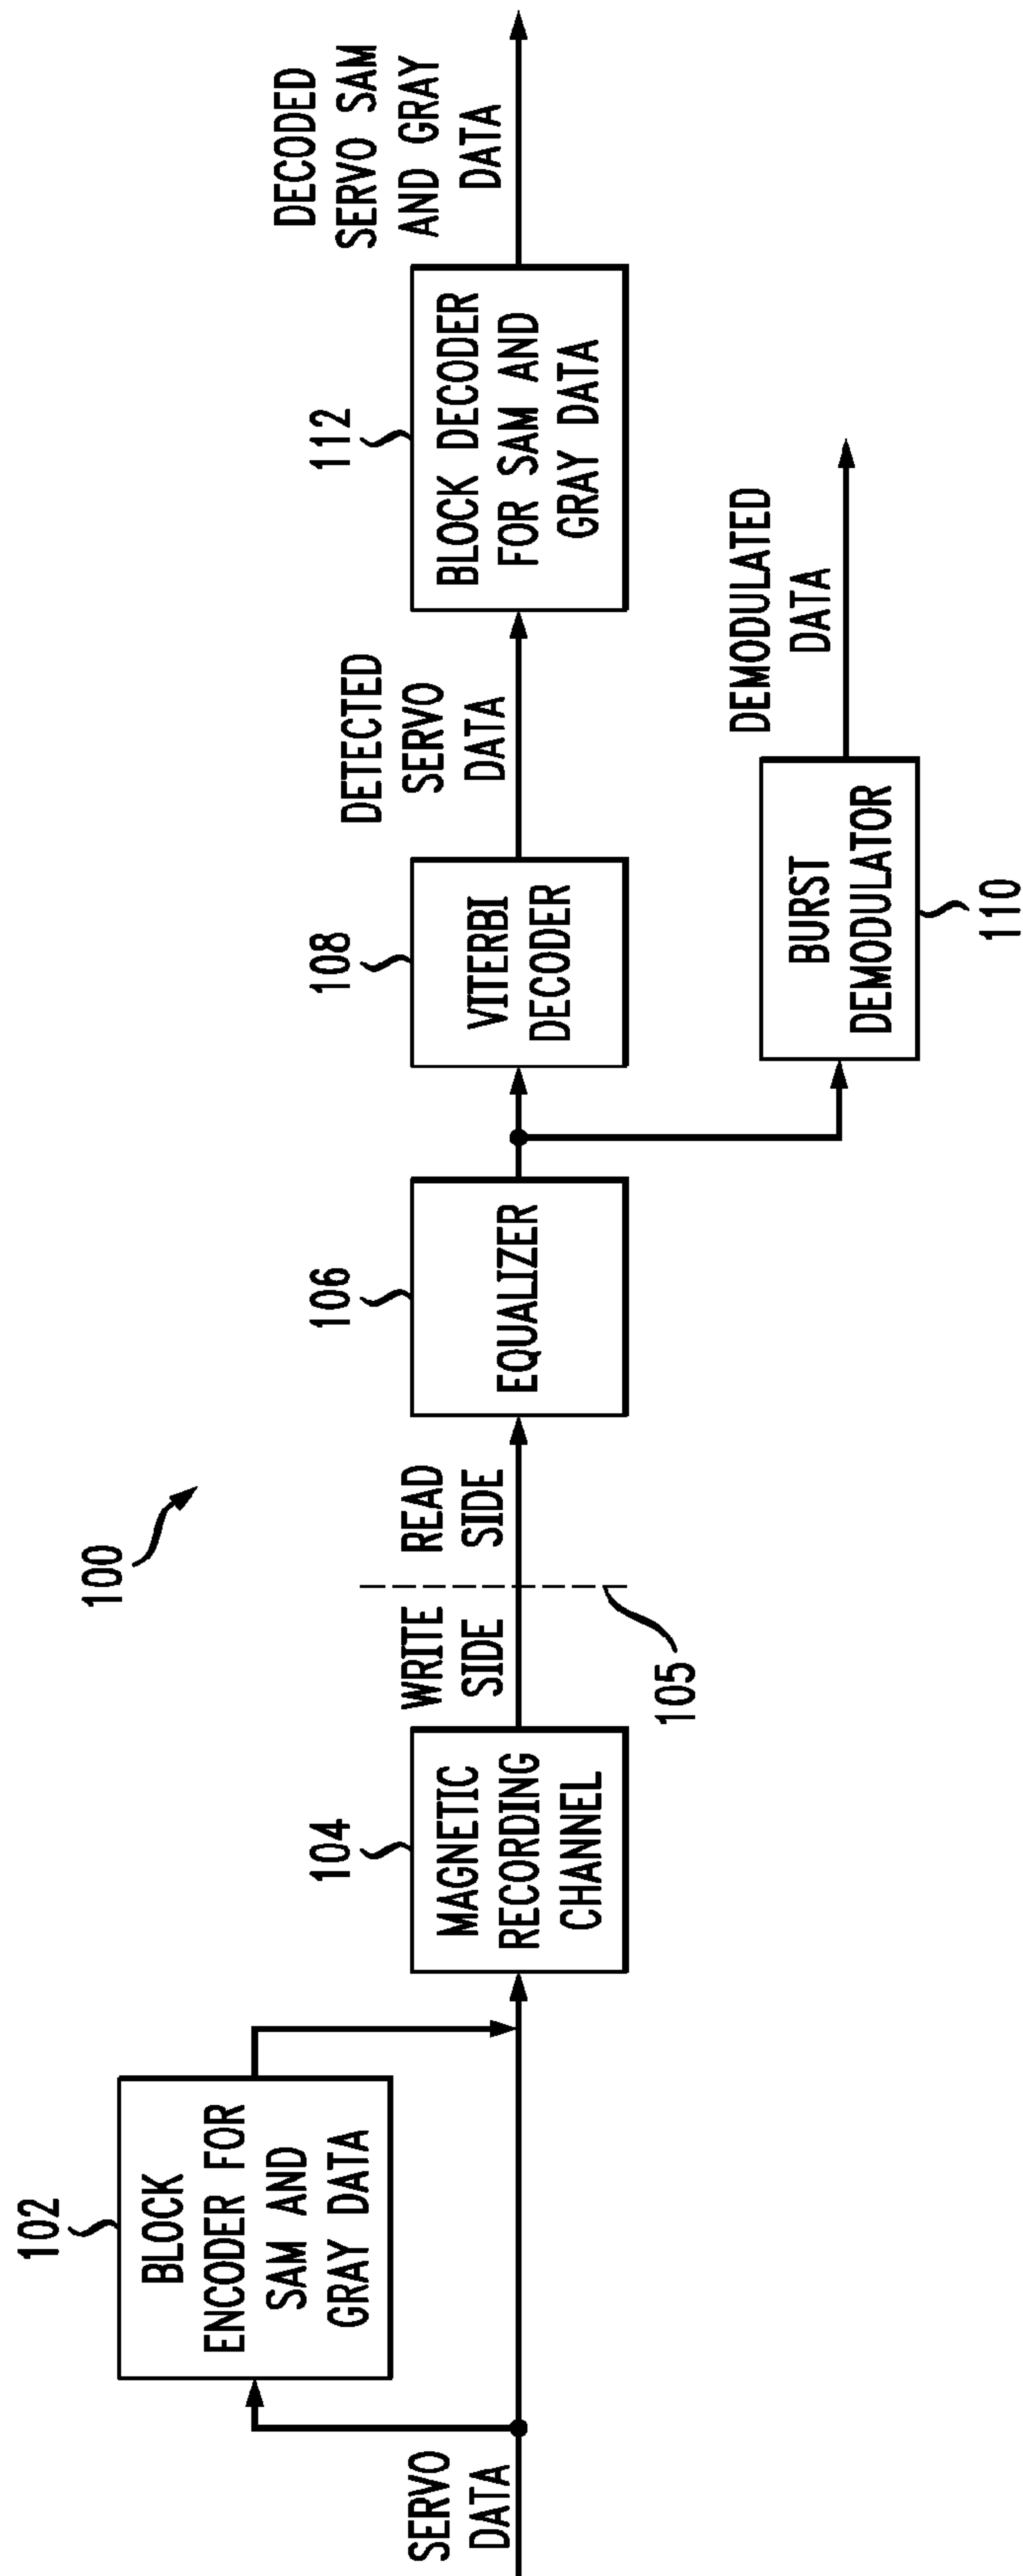 100
SERVO
DATA
102
BLOCK
ENCODER FOR
SAM AND
GRAY DATA
104
MAGNETIC
RECORDING
CHANNEL
WRITE
SIDE
READ
SIDE
105
106
EQUALIZER
108
VITERBI
DECODER
DETECTED
SERVO
DATA
112
BLOCK DECODER
FOR SAM AND
GRAY DATA
DECODED
SERVO SAM
AND GRAY
DATA
BURST
DEMODULATOR
110
DEMODULATED
DATA